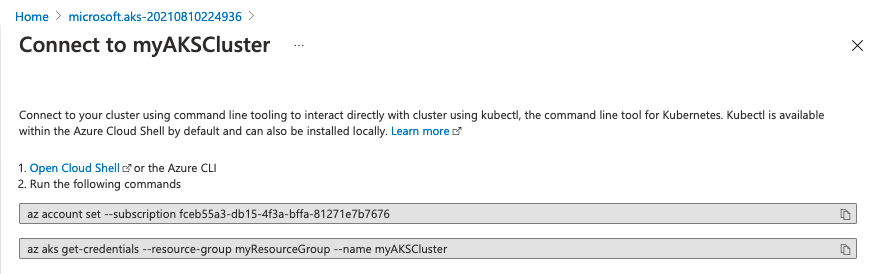 Home > microsoft.aks-20210810224936 >
Connect to myAKSCluster ...
Connect to your cluster using command line tooling to interact directly with cluster using kubectl, the command line tool for Kubernetes. Kubectl is available
within the Azure Cloud Shell by default and can also be installed locally. Learn more
1. Open Cloud Shell or the Azure CLI
2. Run the following commands
az account set --subscription fceb55a3-db15-4f3a-bffa-81271e7b7676
az aks get-credentials --resource-group myResourceGroup --name myAKSCluster